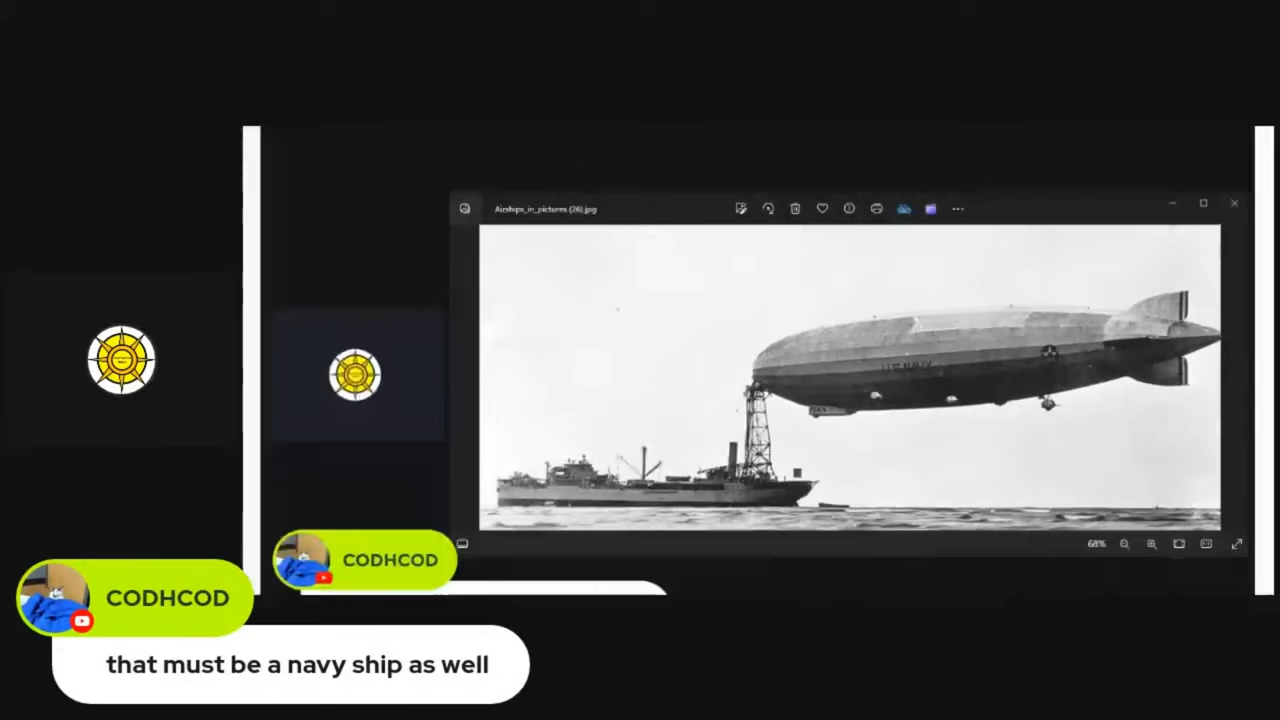 Airships_in_pictures (26).jpg
68%
CODHCOD
CODHCOD
that must be a navy ship as well